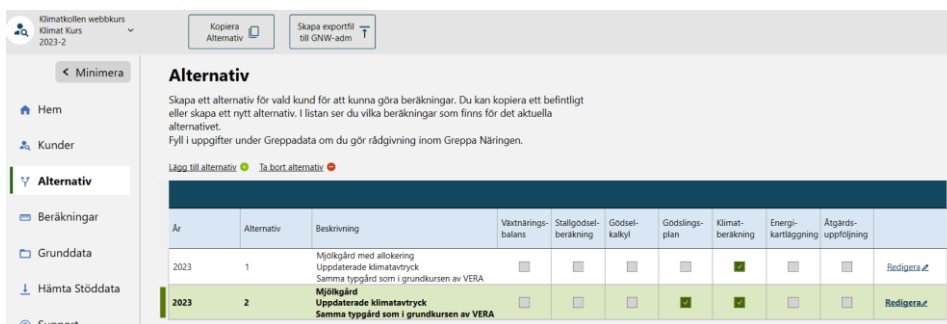 Klimatkollen webbkurs
Klimat Kurs
2023-2
Kopiera
Alternativ
Skapa exportfil
till GNW-adm
Minimera
Hem
Kunder
Alternativ
Beräkningar
Grunddata
Hämta Stöddata
Support
Alternativ
Skapa ett alternativ för vald kund för att kunna göra beräkningar. Du kan kopiera ett befintligt
eller skapa ett nytt alternativ. I listan ser du vilka beräkningar som finns för det aktuella
alternativet.
Fyll i uppgifter under Greppadata om du gör rådgivning inom Greppa Näringen.
Lägg till alternativ Ta bort alternativ
År Alternativ Beskrivning Växtnärings-balans Stallgödsel-beräkning Gödsel-kalkyl Gödslings-plan Klimat-beräkning Energi-kartläggning Åtgärds-uppföljning
Mjölkgård med allokering
2023 1 Uppdaterade klimatavtryck Redigera
Samma typgård som i grundkursen av VERA
Mjölkgård
2023 2 Uppdaterade klimatavtryck Redigera
Samma typgård som i grundkursen av VERA